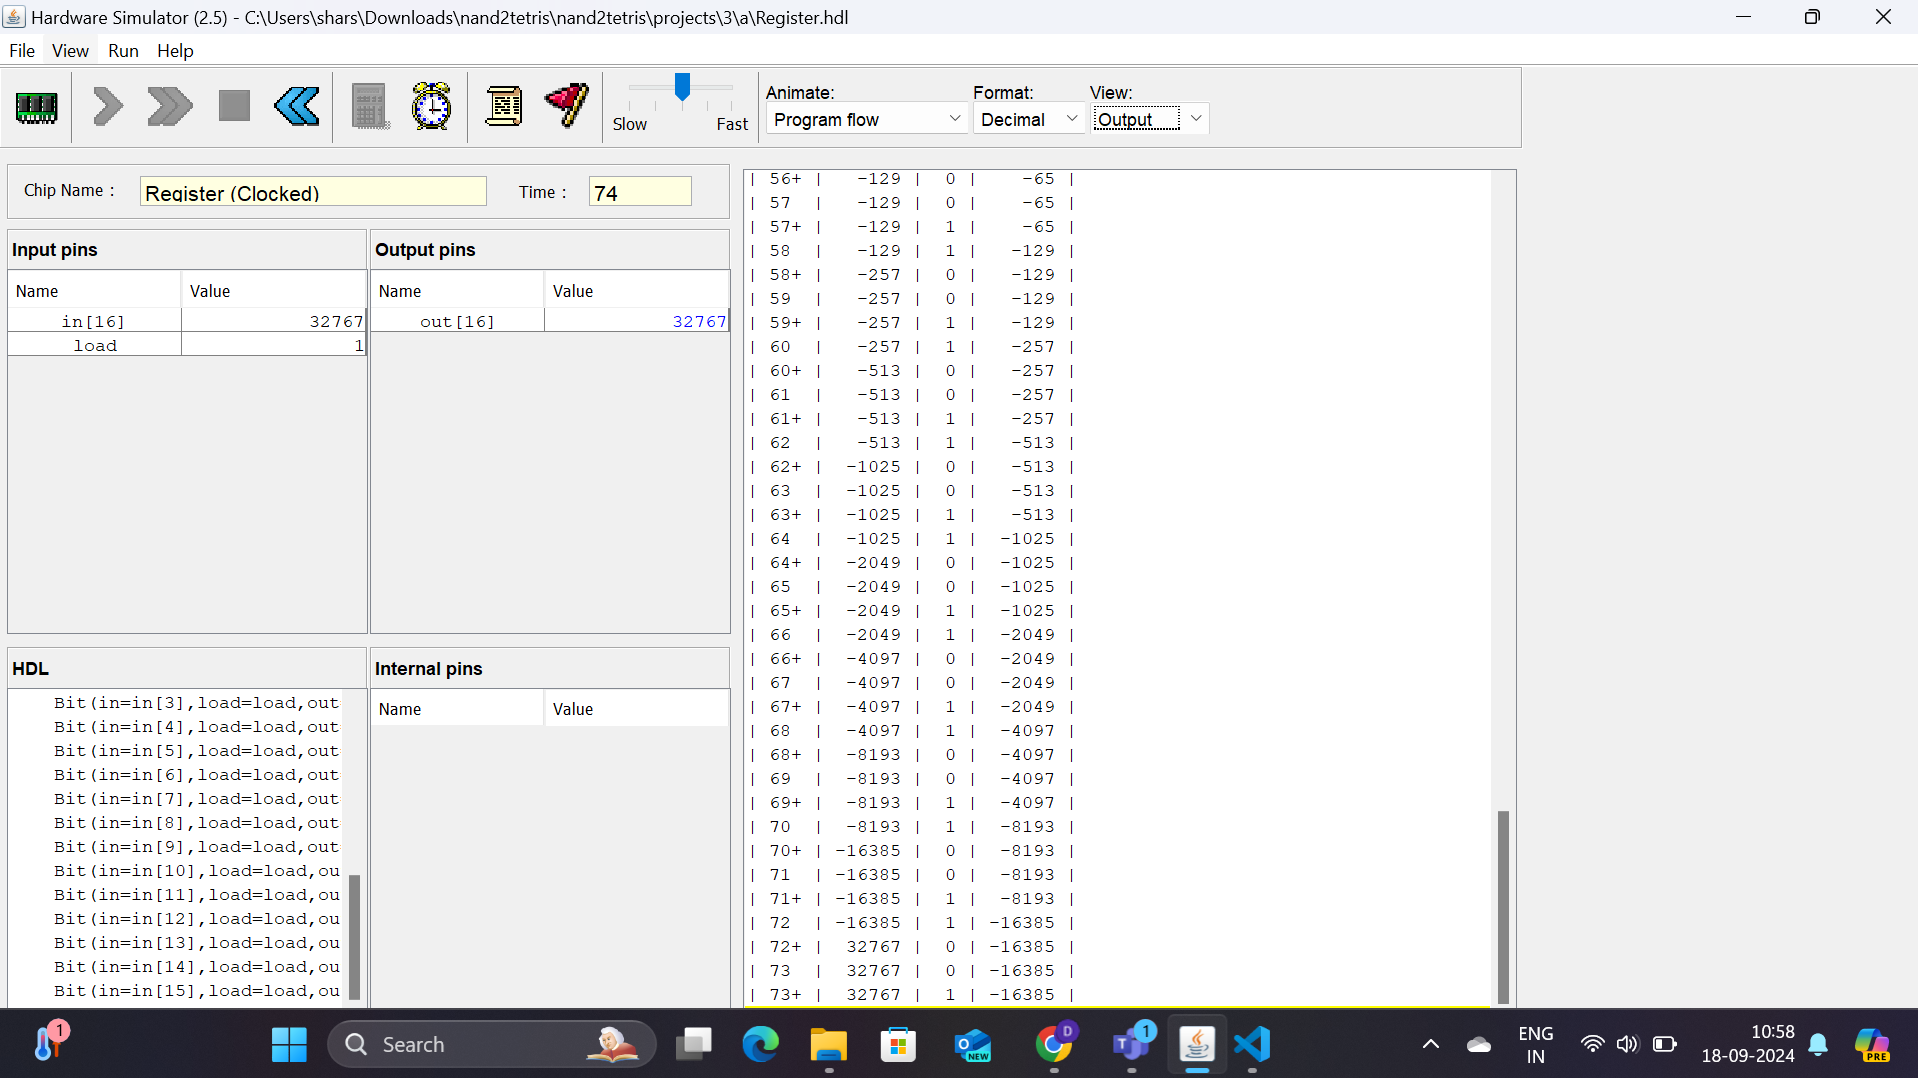 Hardware Simulator (2.5) - C:\Users\shars\Downloads\nand2tetris\nand2tetris\projects\3\a\Register.hdl
File View Run Help
Slow Fast
Animate: Format: View:
Program flow Decimal Output
Chip Name : Register (Clocked) Time : 74
Input pins
Name Value
in[16] 32767
load 1
Output pins
Name Value
out[16] 32767
HDL
Bit(in=in[3],load=load,out
Bit(in=in[4],load=load,out
Bit(in=in[5],load=load,out
Bit(in=in[6],load=load,out
Bit(in=in[7],load=load,out
Bit(in=in[8],load=load,out
Bit(in=in[9],load=load,out
Bit(in=in[10],load=load,ou
Bit(in=in[11],load=load,ou
Bit(in=in[12],load=load,ou
Bit(in=in[13],load=load,ou
Bit(in=in[14],load=load,ou
Bit(in=in[15],load=load,ou
Internal pins
Name Value
| 56+ | -129 | 0 | -65 |
| 57 | -129 | 0 | -65 |
| 57+ | -129 | 1 | -65 |
| 58 | -129 | 1 | -129 |
| 58+ | -257 | 0 | -129 |
| 59 | -257 | 0 | -129 |
| 59+ | -257 | 1 | -129 |
| 60 | -257 | 1 | -257 |
| 60+ | -513 | 0 | -257 |
| 61 | -513 | 0 | -257 |
| 61+ | -513 | 1 | -257 |
| 62 | -513 | 1 | -513 |
| 62+ | -1025 | 0 | -513 |
| 63 | -1025 | 0 | -513 |
| 63+ | -1025 | 1 | -513 |
| 64 | -1025 | 1 | -1025 |
| 64+ | -2049 | 0 | -1025 |
| 65 | -2049 | 0 | -1025 |
| 65+ | -2049 | 1 | -1025 |
| 66 | -2049 | 1 | -2049 |
| 66+ | -4097 | 0 | -2049 |
| 67 | -4097 | 0 | -2049 |
| 67+ | -4097 | 1 | -2049 |
| 68 | -4097 | 1 | -4097 |
| 68+ | -8193 | 0 | -4097 |
| 69 | -8193 | 0 | -4097 |
| 69+ | -8193 | 1 | -4097 |
| 70 | -8193 | 1 | -8193 |
| 70+ | -16385 | 0 | -8193 |
| 71 | -16385 | 0 | -8193 |
| 71+ | -16385 | 1 | -8193 |
| 72 | -16385 | 1 | -16385 |
| 72+ | 32767 | 0 | -16385 |
| 73 | 32767 | 0 | -16385 |
| 73+ | 32767 | 1 | -16385 |
1
Search
NEW
D
T 1
ENG
IN
10:58
18-09-2024
PRE